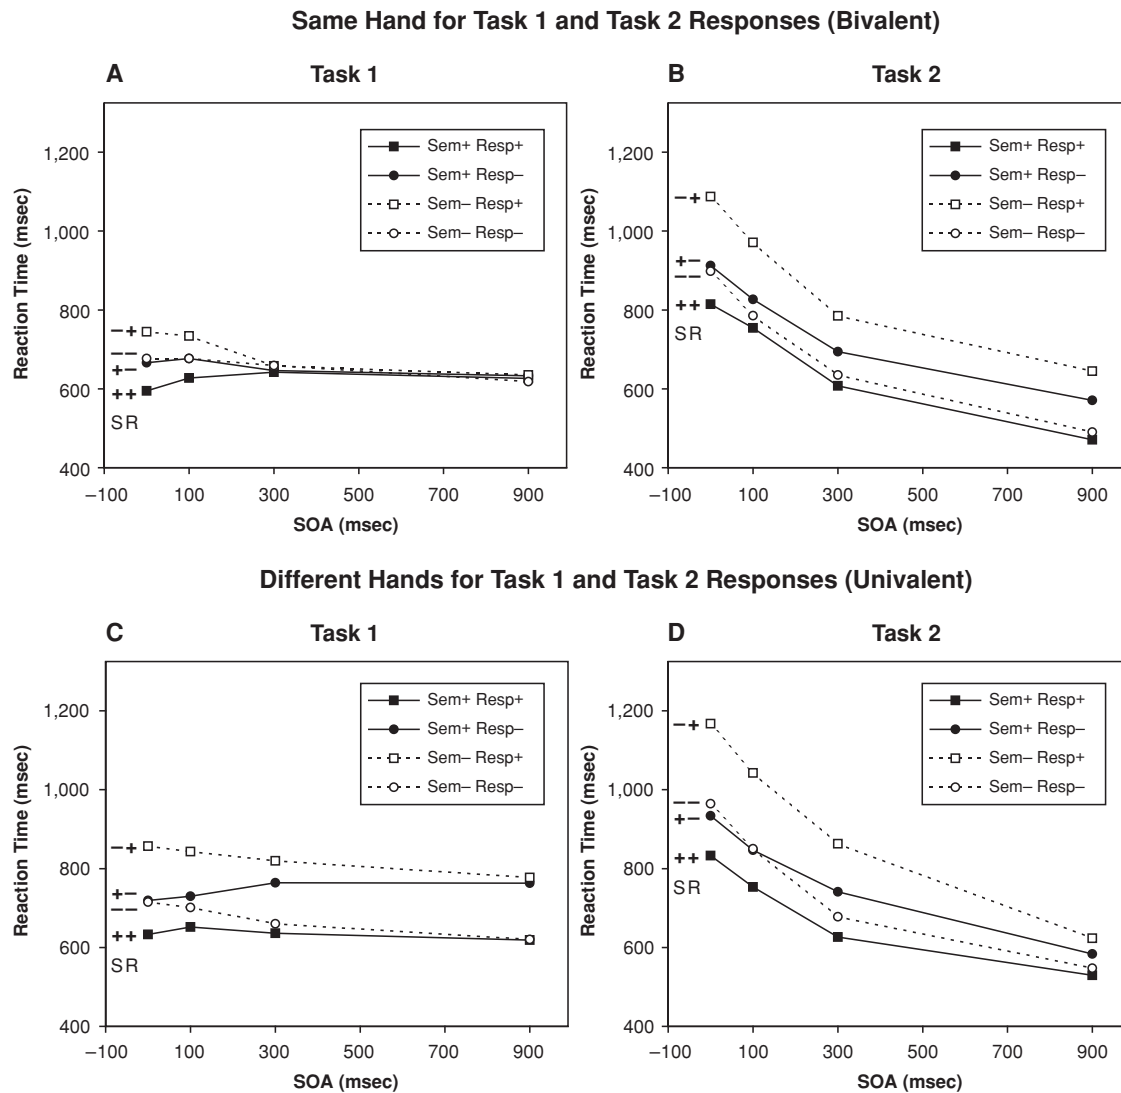 Same Hand for Task 1 and Task 2 Responses (Bivalent)
A Task 1
Reaction Time (msec)
1,200
1,000
800
600
400
Sem+ Resp+
Sem+ Resp–
Sem– Resp+
Sem– Resp–
–+
––
+–
++
SR
–100 100 300 500 700 900
SOA (msec)
B Task 2
Reaction Time (msec)
1,200
1,000
800
600
400
Sem+ Resp+
Sem+ Resp–
Sem– Resp+
Sem– Resp–
–+
+–
––
++
SR
–100 100 300 500 700 900
SOA (msec)
Different Hands for Task 1 and Task 2 Responses (Univalent)
C Task 1
Reaction Time (msec)
1,200
1,000
800
600
400
Sem+ Resp+
Sem+ Resp–
Sem– Resp+
Sem– Resp–
–+
+–
––
++
SR
–100 100 300 500 700 900
SOA (msec)
D Task 2
Reaction Time (msec)
1,200
1,000
800
600
400
Sem+ Resp+
Sem+ Resp–
Sem– Resp+
Sem– Resp–
–+
––
+–
++
SR
–100 100 300 500 700 900
SOA (msec)